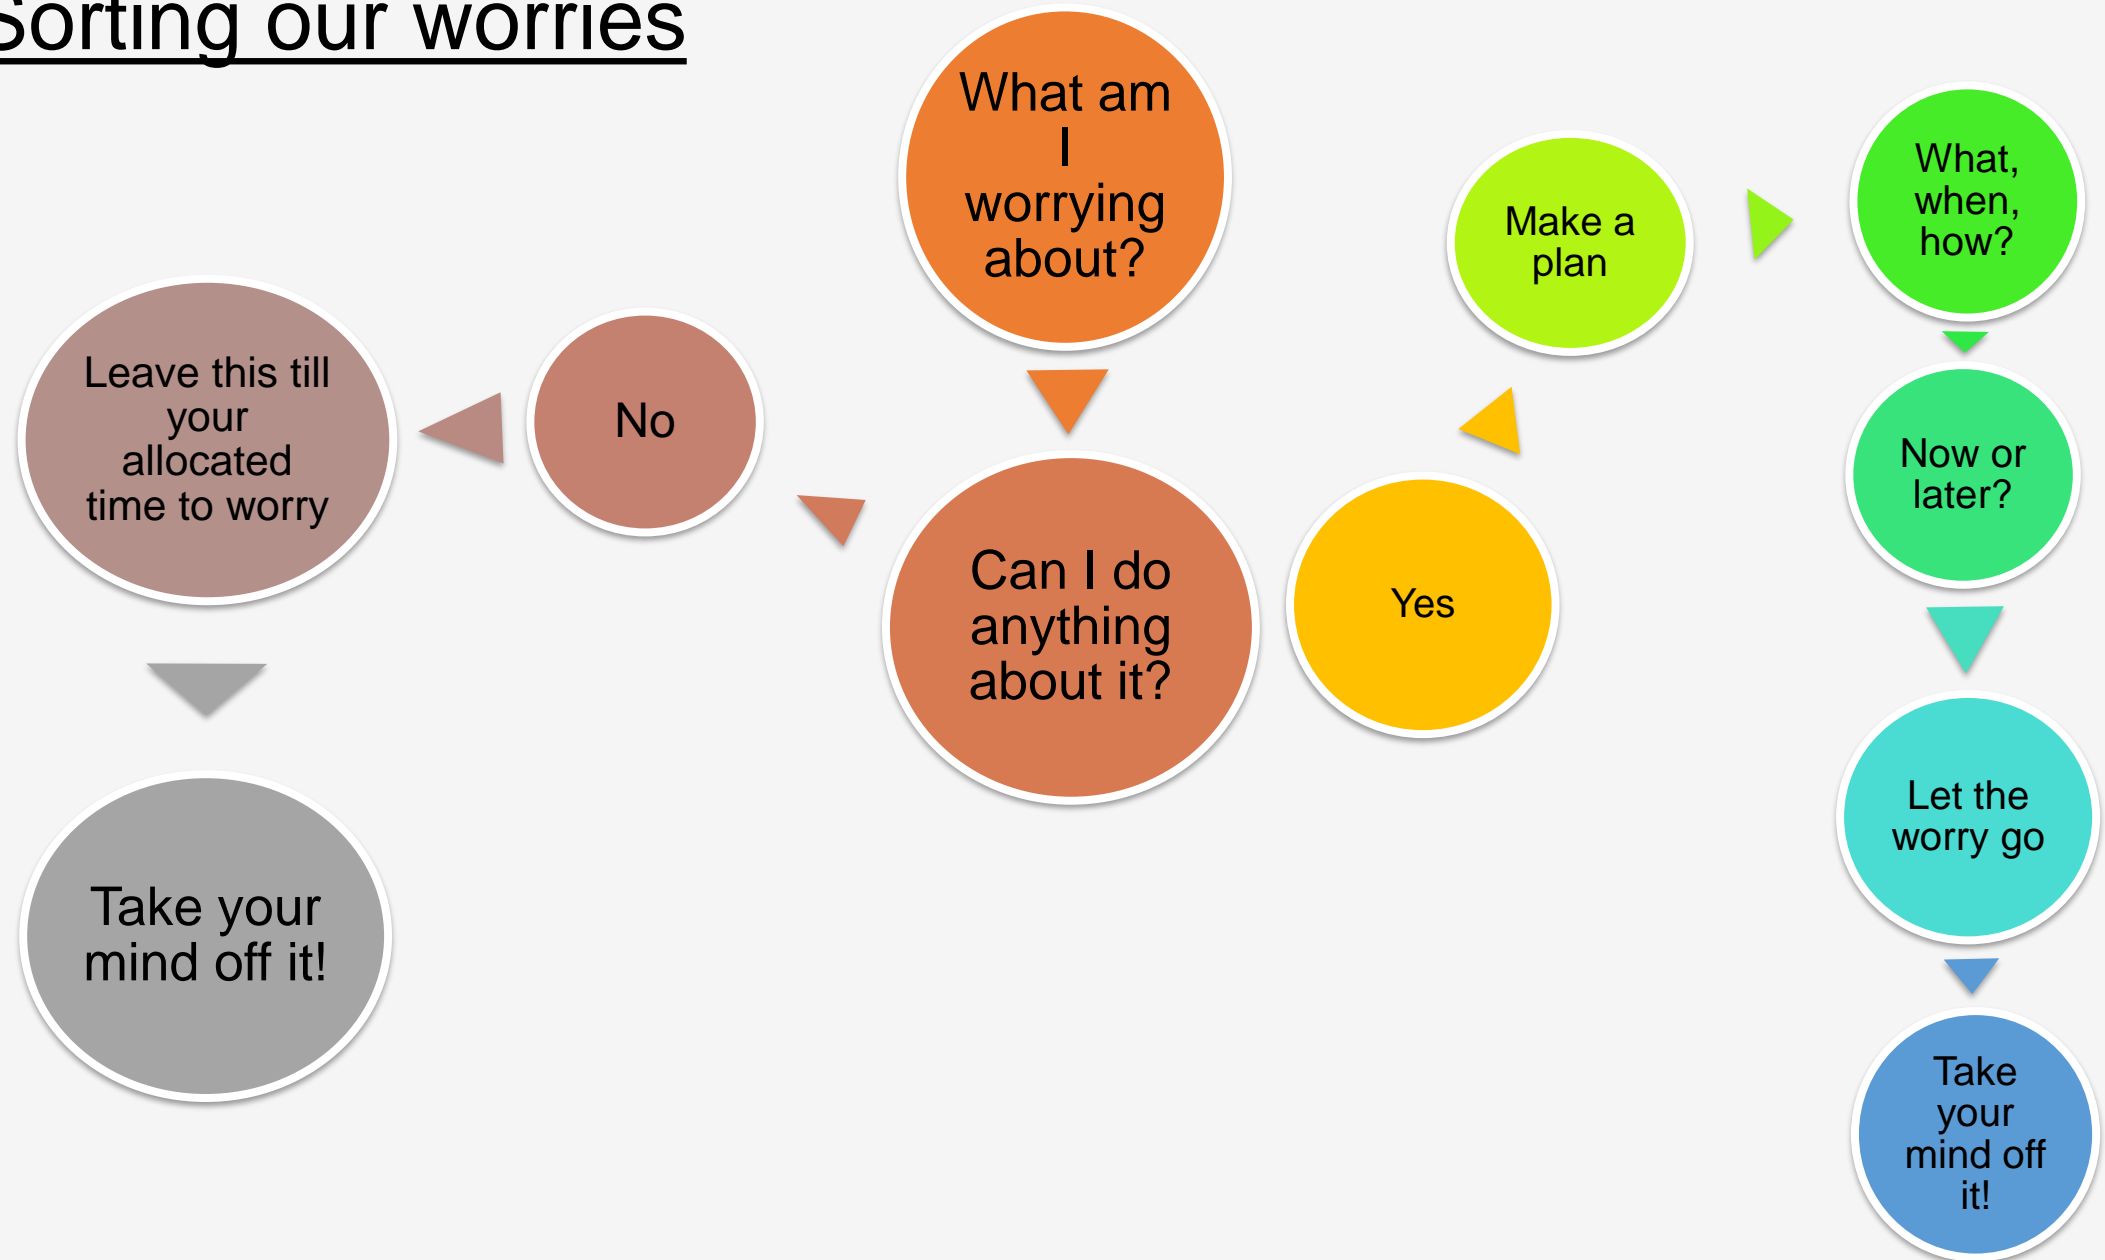 Sorting our worries
What am
I
worrying
about?
Can I do
anything
about it?
No
Leave this till
your
allocated
time to worry
Take your
mind off it!
Yes
Make a
plan
What,
when,
how?
Now or
later?
Let the
worry go
Take
your
mind off
it!